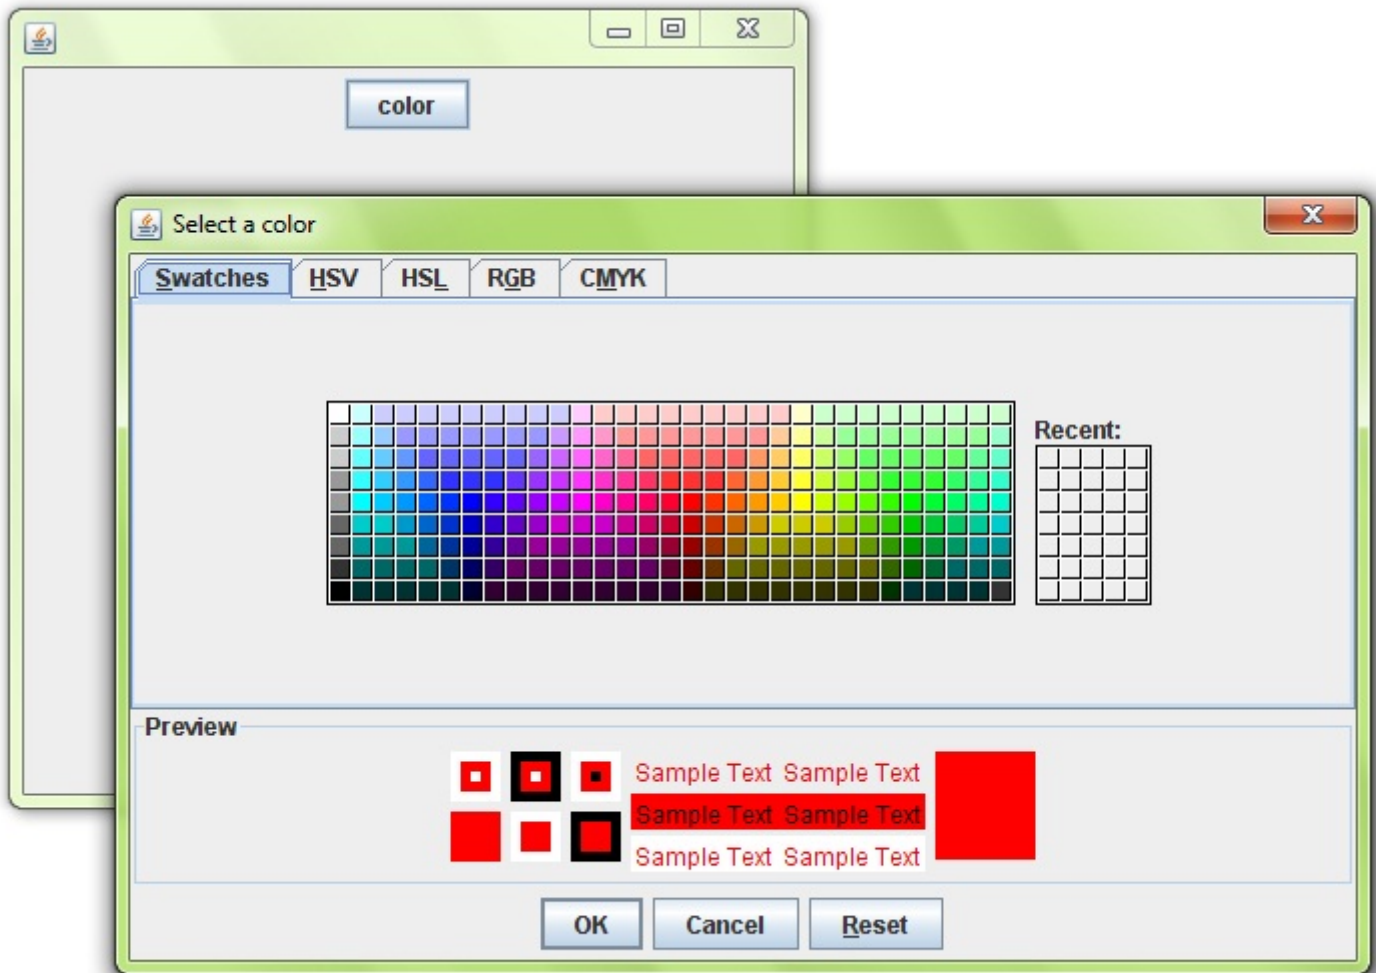 color
Select a color
Swatches HSV HSL RGB CMYK
Recent:
Preview
Sample Text Sample Text
Sample Text Sample Text
Sample Text Sample Text
OK Cancel Reset